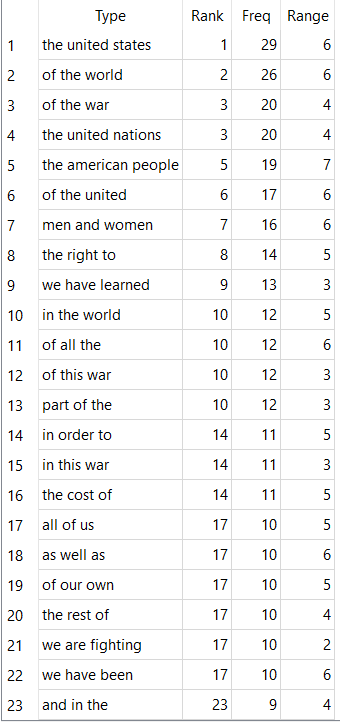 Type Rank Freq Range
1 the united states 1 29 6
2 of the world 2 26 6
3 of the war 3 20 4
4 the united nations 3 20 4
5 the american people 5 19 7
6 of the united 6 17 6
7 men and women 7 16 6
8 the right to 8 14 5
9 we have learned 9 13 3
10 in the world 10 12 5
11 of all the 10 12 6
12 of this war 10 12 3
13 part of the 10 12 3
14 in order to 14 11 5
15 in this war 14 11 3
16 the cost of 14 11 5
17 all of us 17 10 5
18 as well as 17 10 6
19 of our own 17 10 5
20 the rest of 17 10 4
21 we are fighting 17 10 2
22 we have been 17 10 6
23 and in the 23 9 4